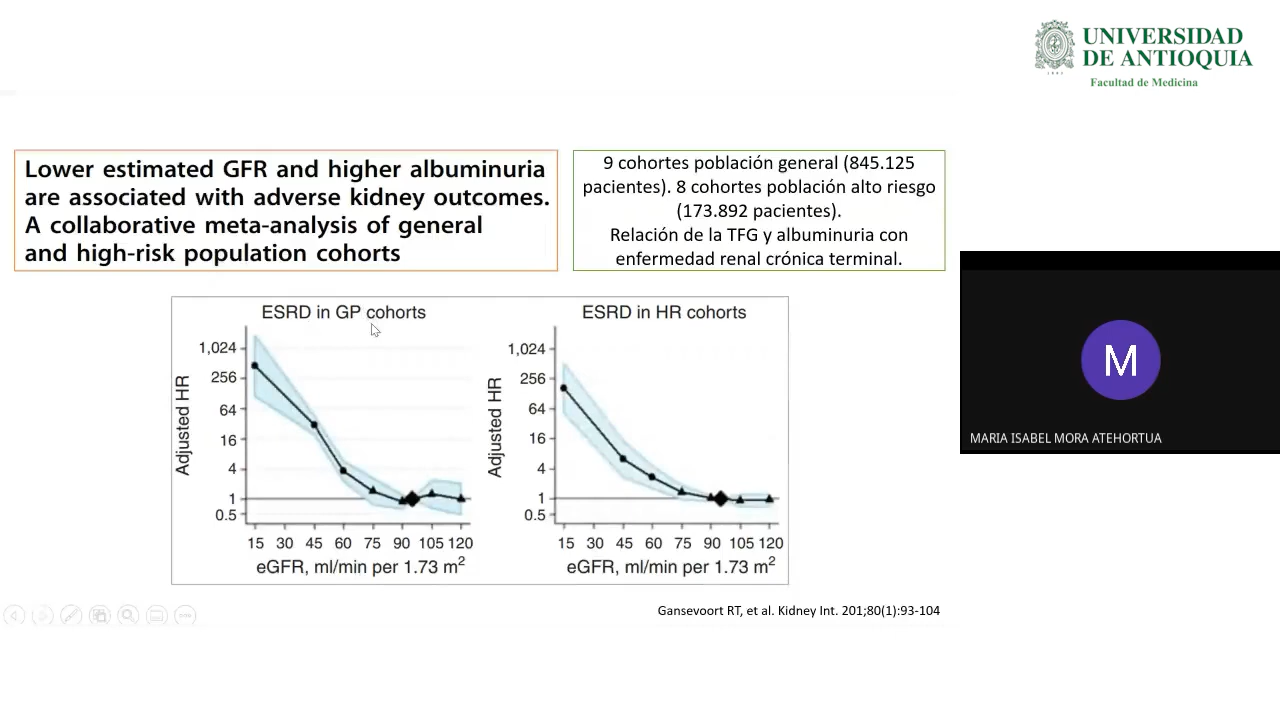 UNIVERSIDAD
DE ANTIOQUIA
1803
Facultad de Medicina
Lower estimated GFR and higher albuminuria
are associated with adverse kidney outcomes.
A collaborative meta-analysis of general
and high-risk population cohorts
9 cohortes población general (845.125
pacientes). 8 cohortes población alto riesgo
(173.892 pacientes).
Relación de la TFG y albuminuria con
enfermedad renal crónica terminal.
ESRD in GP cohorts
Adjusted HR
1,024
256
64
16
4
1
0.5
15 30 45 60 75 90 105 120
eGFR, ml/min per 1.73 m²
ESRD in HR cohorts
Adjusted HR
1,024
256
64
16
4
1
0.5
15 30 45 60 75 90 105 120
eGFR, ml/min per 1.73 m²
M
MARIA ISABEL MORA ATEHORTUA
Gansevoort RT, et al. Kidney Int. 201;80(1):93-104